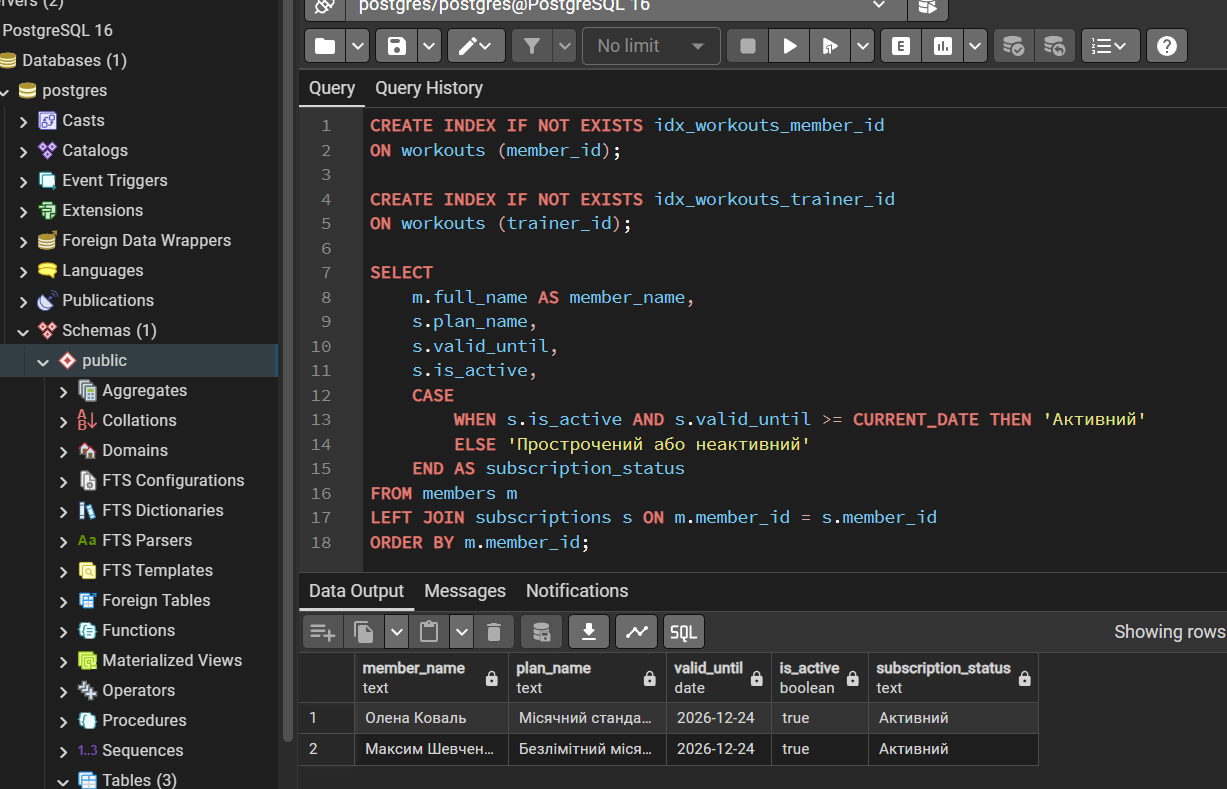 ervers (2)
PostgreSQL 16
Databases (1)
postgres
Casts
Catalogs
Event Triggers
Extensions
Foreign Data Wrappers
Languages
Publications
Schemas (1)
public
Aggregates
Collations
Domains
FTS Configurations
FTS Dictionaries
Aa FTS Parsers
FTS Templates
Foreign Tables
Functions
Materialized Views
Operators
Procedures
1..3 Sequences
Tables (3)
postgres/postgres@PostgreSQL 16
No limit
E
Query Query History
1 CREATE INDEX IF NOT EXISTS idx_workouts_member_id
2 ON workouts (member_id);
3
4 CREATE INDEX IF NOT EXISTS idx_workouts_trainer_id
5 ON workouts (trainer_id);
6
7 SELECT
8 m.full_name AS member_name,
9 s.plan_name,
10 s.valid_until,
11 s.is_active,
12 CASE
13 WHEN s.is_active AND s.valid_until >= CURRENT_DATE THEN 'Активний'
14 ELSE 'Прострочений або неактивний'
15 END AS subscription_status
16 FROM members m
17 LEFT JOIN subscriptions s ON m.member_id = s.member_id
18 ORDER BY m.member_id;
Data Output Messages Notifications
SQL Showing rows
member_name plan_name valid_until is_active subscription_status
text text date boolean text
1 Олена Коваль Місячний станда... 2026-12-24 true Активний
2 Максим Шевчен... Безлімітний міся... 2026-12-24 true Активний